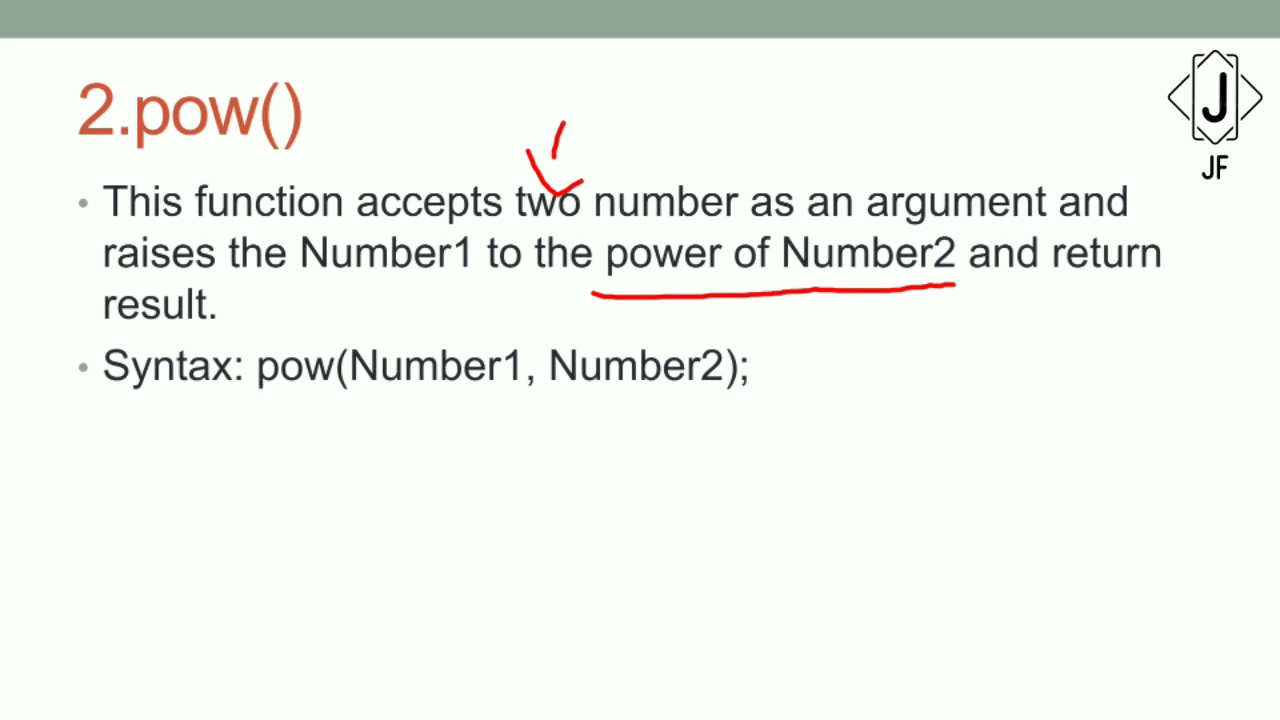 2.pow()
J
JF
• This function accepts two number as an argument and
raises the Number1 to the power of Number2 and return
result.
• Syntax: pow(Number1, Number2);